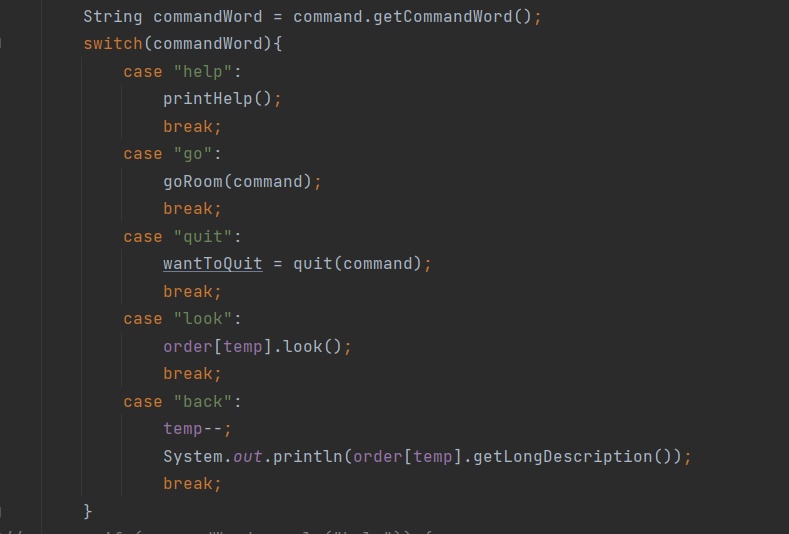 String commandWord = command.getCommandWord();
switch(commandWord){
case "help":
printHelp();
break;
case "go":
goRoom(command);
break;
case "quit":
wantToQuit = quit(command);
break;
case "look":
order[temp].look();
break;
case "back":
temp--;
System.out.println(order[temp].getLongDescription());
break;
}